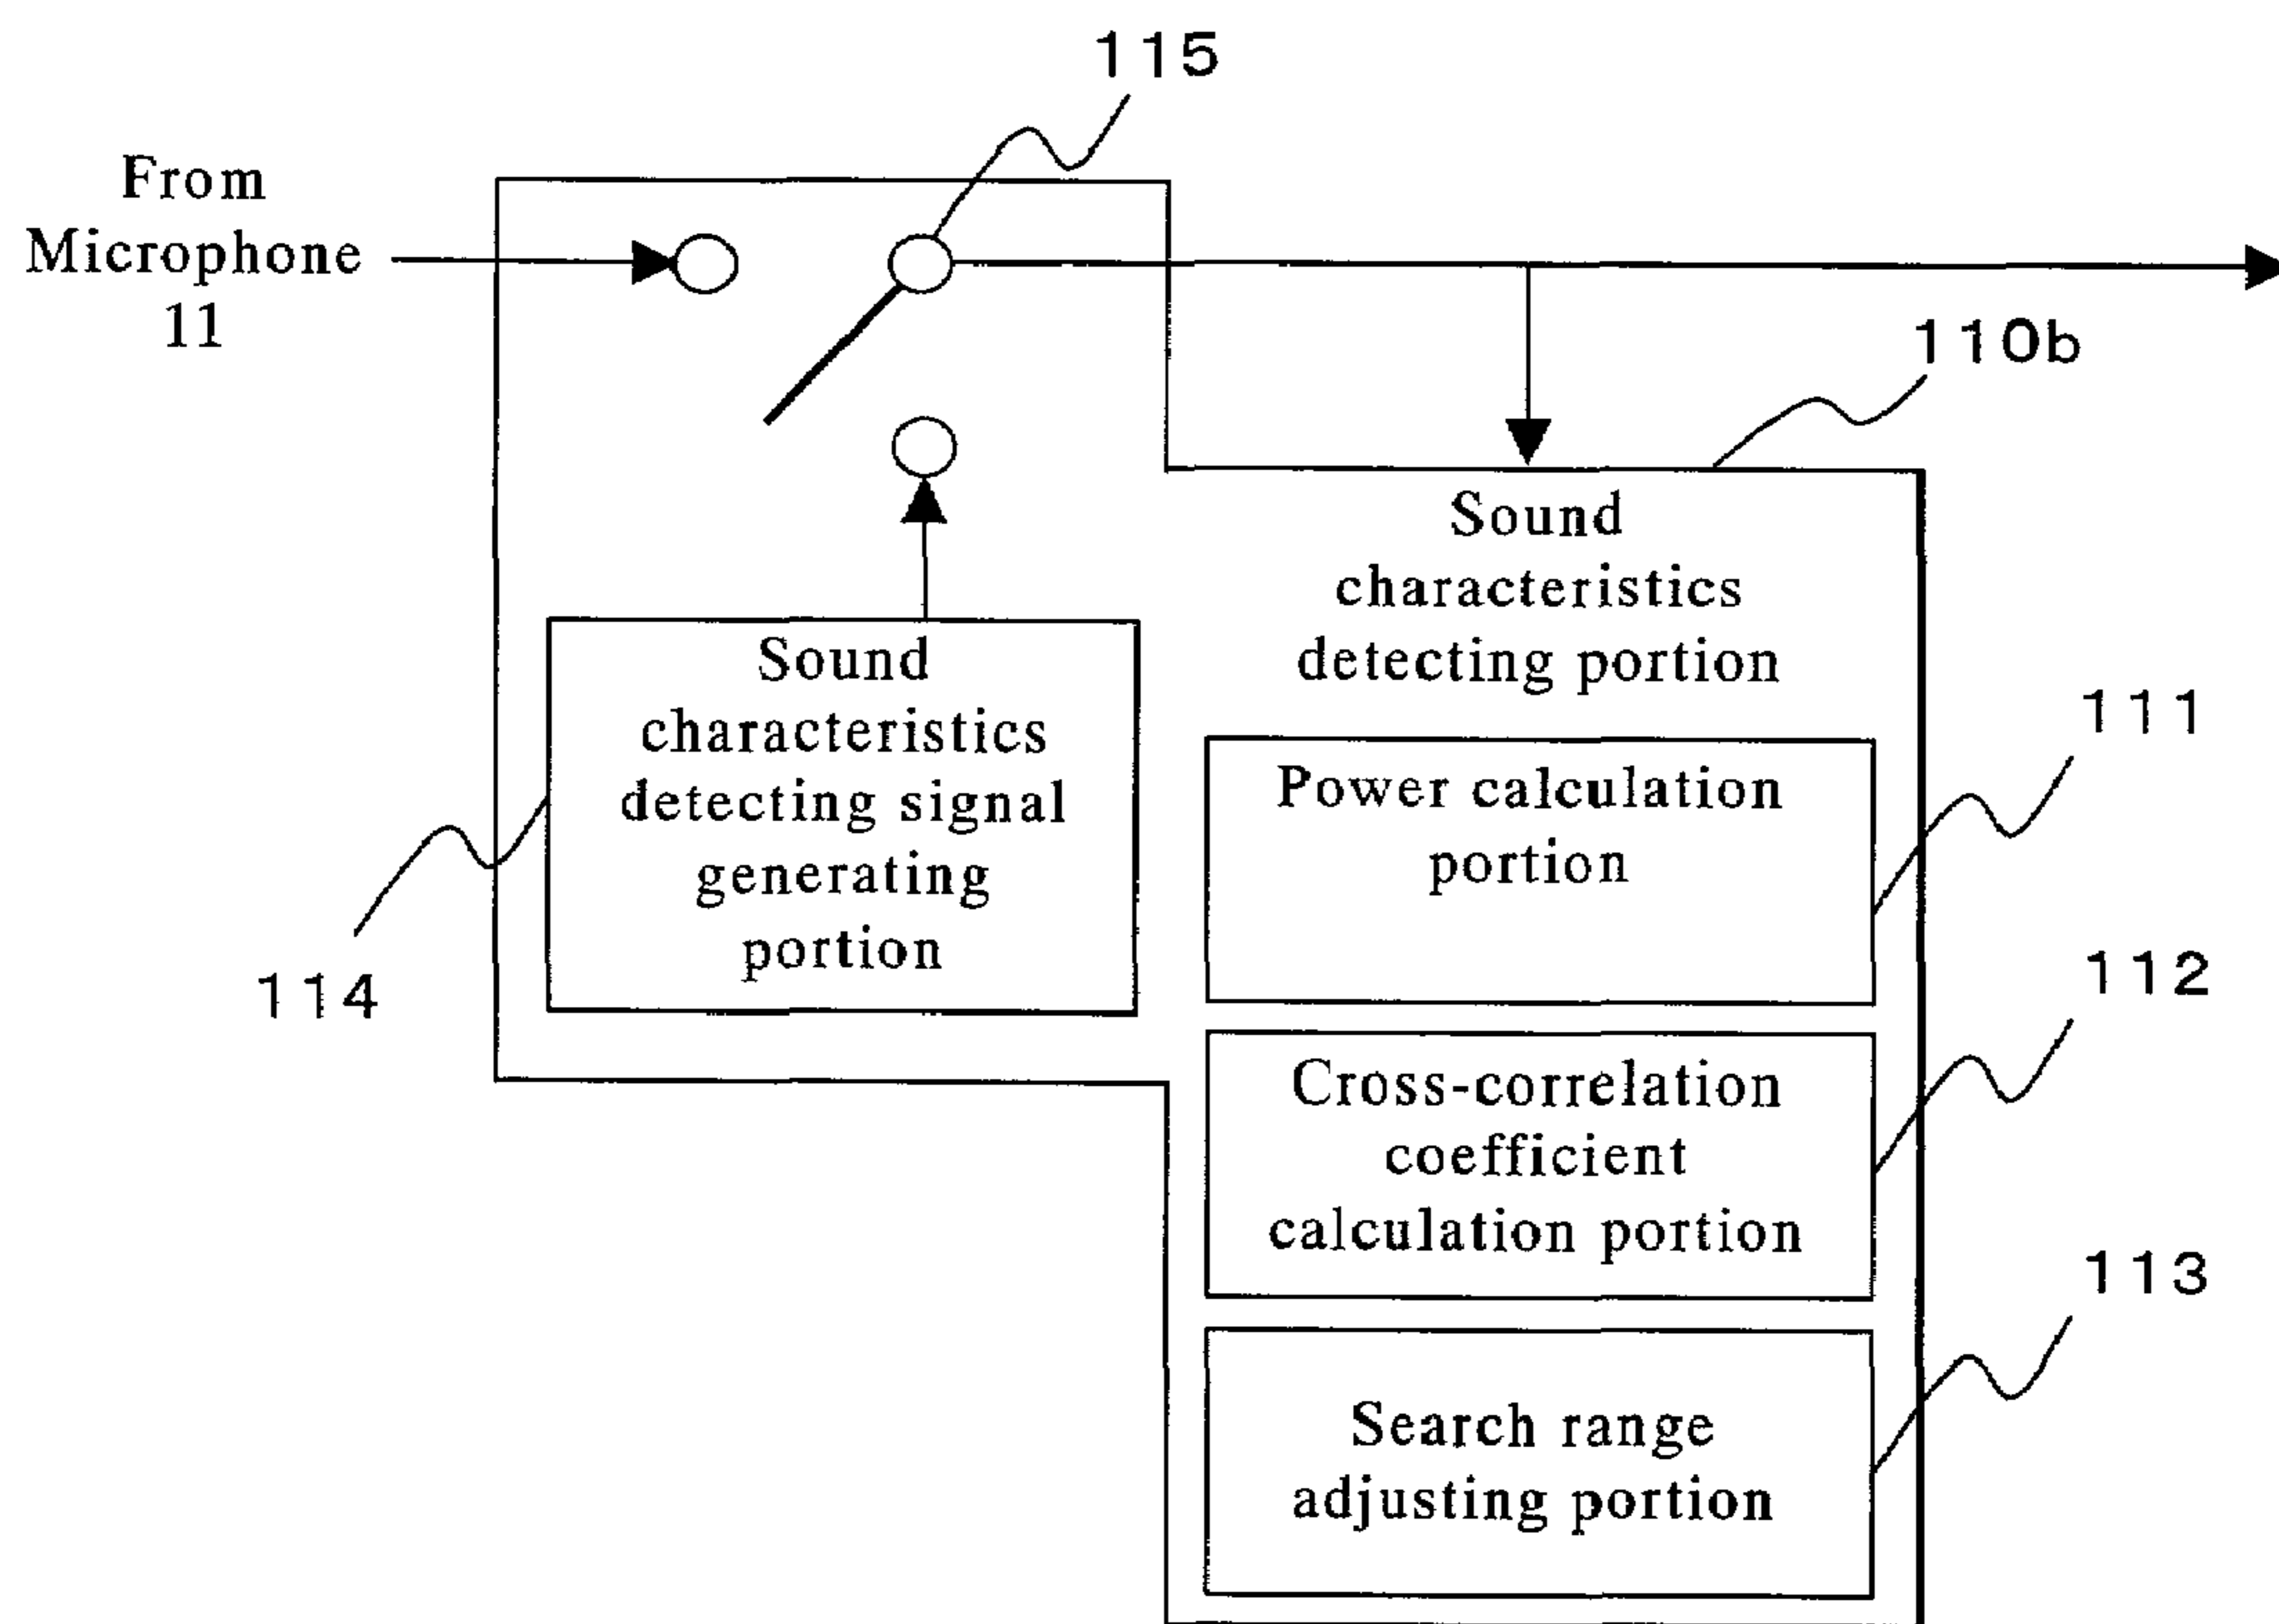 115
From
Microphone
11
110b
Sound
characteristics
detecting portion
Sound
characteristics
detecting signal
generating
portion
114
Power calculation
portion
111
Cross-correlation
coefficient
calculation portion
112
Search range
adjusting portion
113